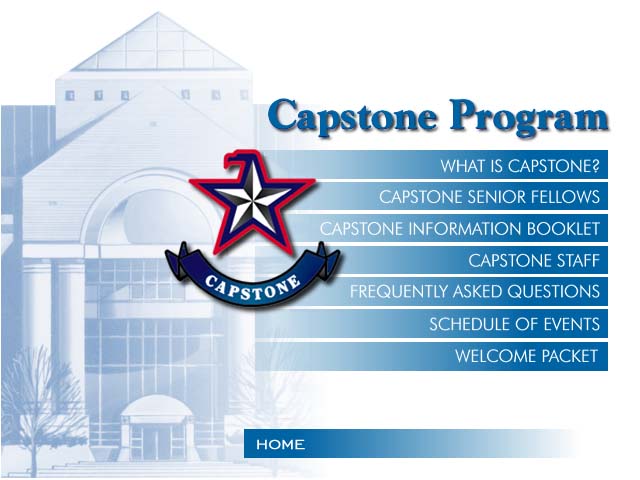 Capstone Program
WHAT IS CAPSTONE?
CAPSTONE SENIOR FELLOWS
CAPSTONE INFORMATION BOOKLET
CAPSTONE STAFF
CAPSTONE
FREQUENTLY ASKED QUESTIONS
SCHEDULE OF EVENTS
WELCOME PACKET
HOME